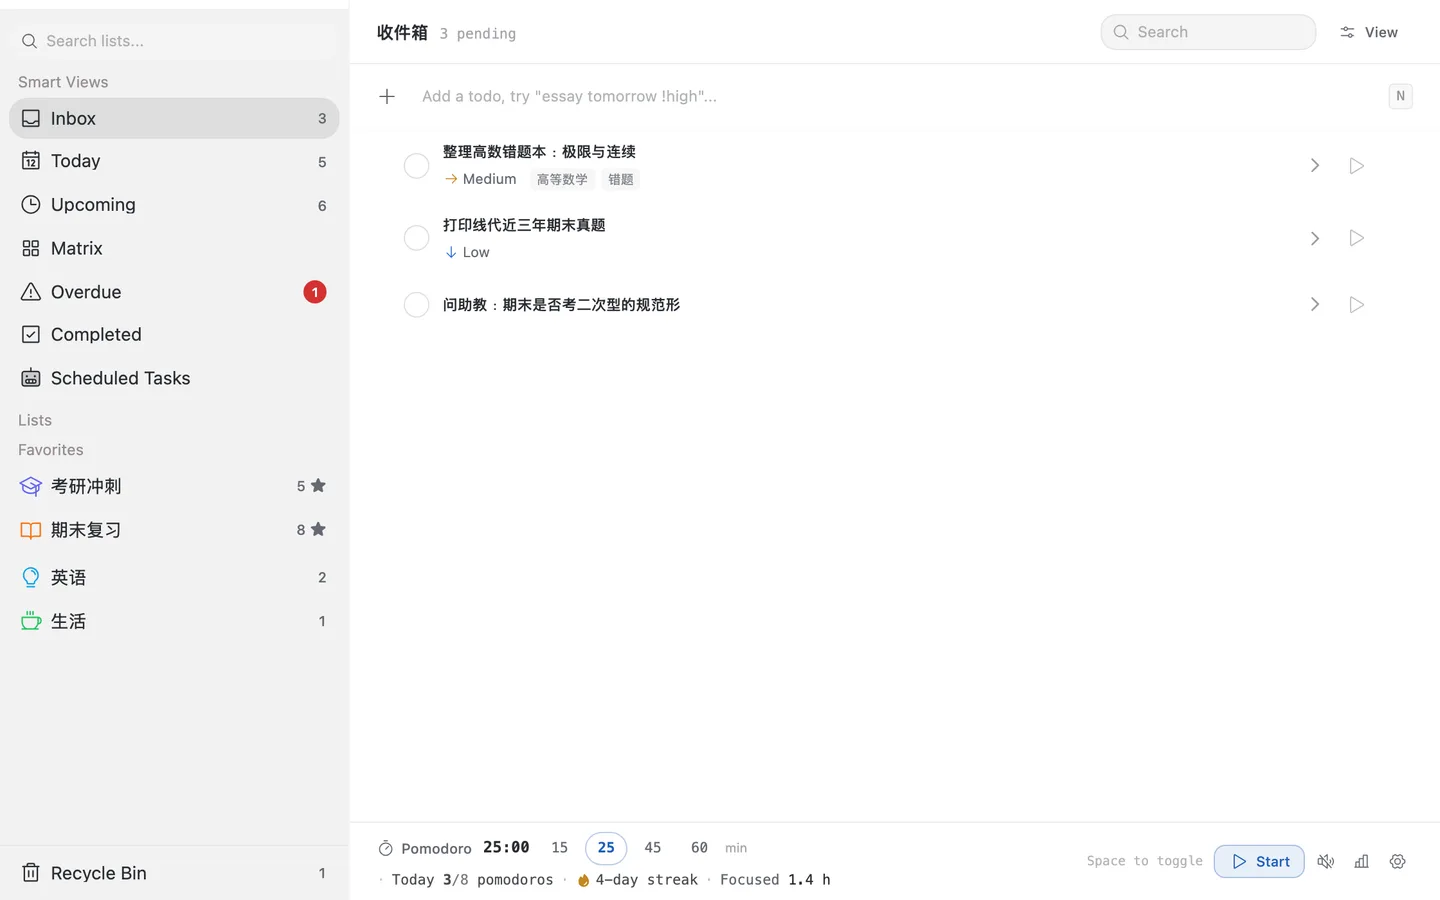 Search lists...
Smart Views
Inbox 3
12 Today 5
Upcoming 6
Matrix
Overdue 1
Completed
Scheduled Tasks
Lists
Favorites
考研冲刺 5
期末复习 8
英语 2
生活 1
Recycle Bin 1
收件箱 3 pending
Search
View
Add a todo, try "essay tomorrow !high"...
N
整理高数错题本：极限与连续
→ Medium 高等数学 错题
打印线代近三年期末真题
↓ Low
问助教：期末是否考二次型的规范形
Pomodoro 25:00 15 25 45 60 min
· Today 3/8 pomodoros · 4-day streak · Focused 1.4 h
Space to toggle
Start